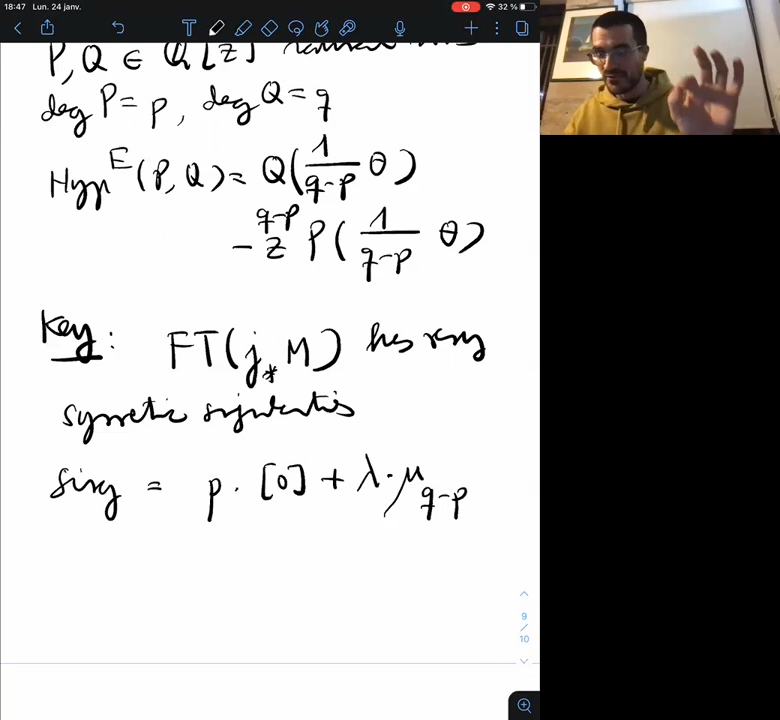 18:47 Lun. 24 janv. 32 %
P, Q ∈ Q[z]
deg P = p, deg Q = q
Hyp^E(P, Q) = Q(1/(q-p) θ)
- z^{q-p} P(1/(q-p) θ)
Key: FT(j_* M) has very
symmetric singularities
sing = p · [0] + λ · μ_{q-p}
9
/
10